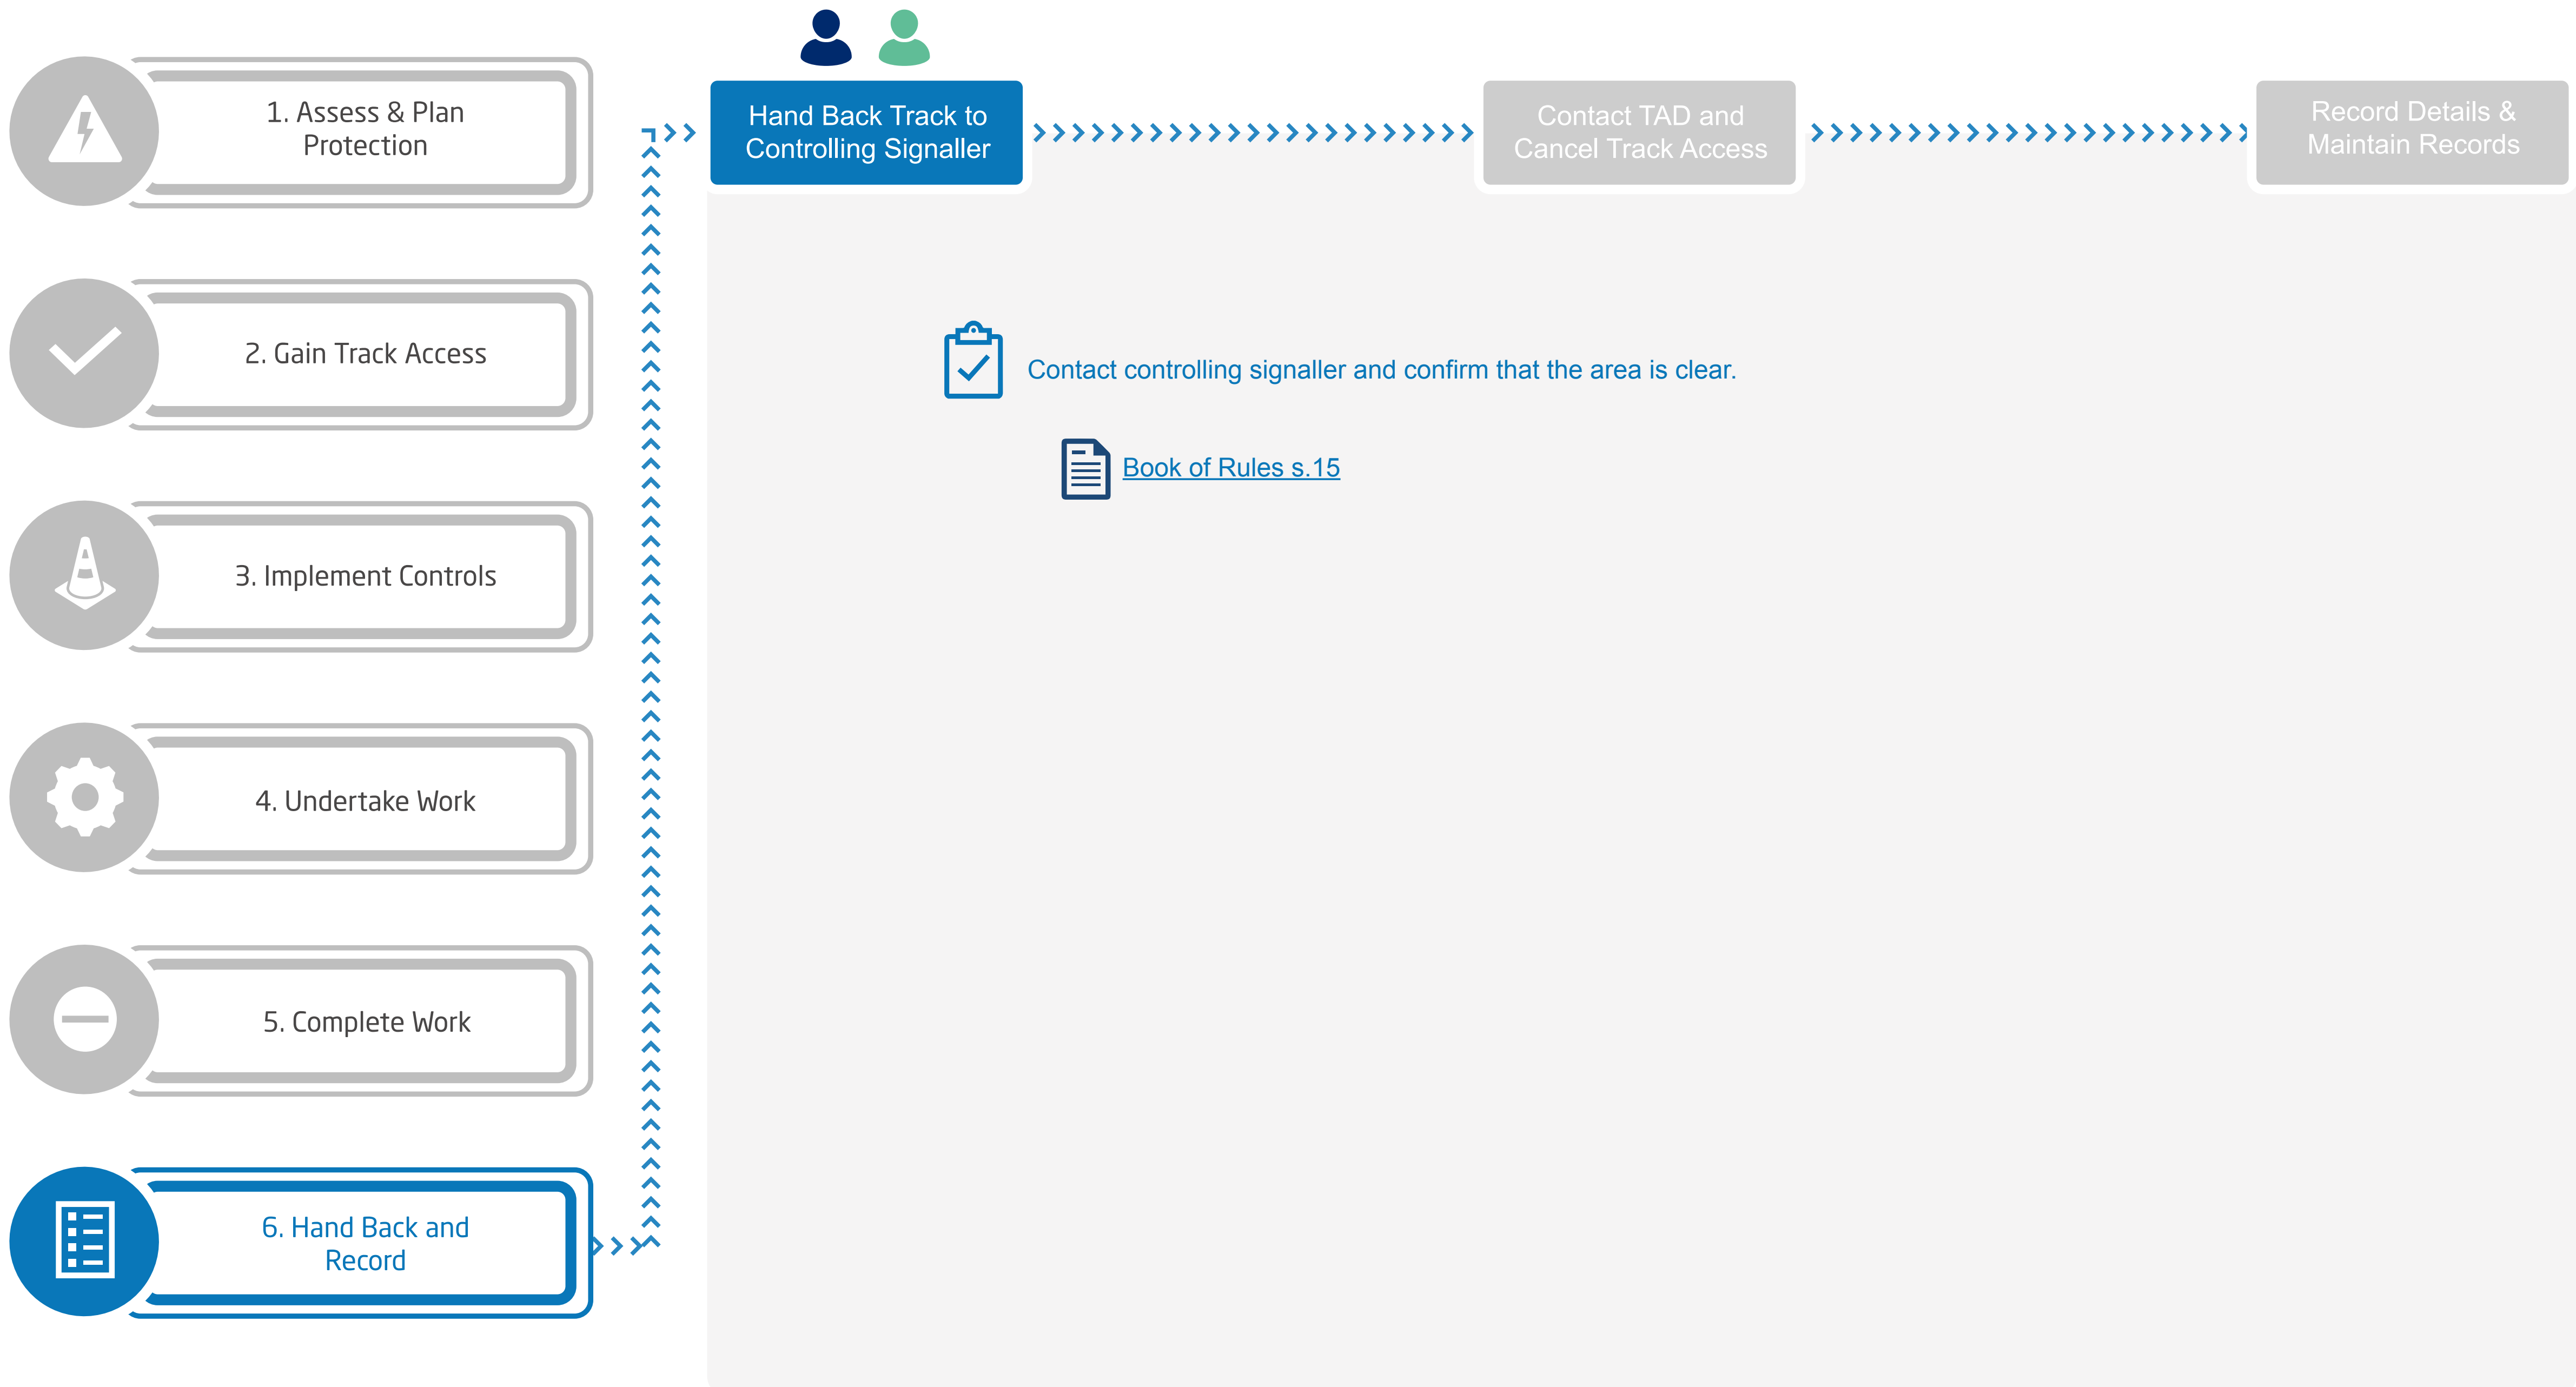 1. Assess & Plan
Protection
2. Gain Track Access
3. Implement Controls
4. Undertake Work
5. Complete Work
6. Hand Back and
Record
Hand Back Track to
Controlling Signaller
Contact TAD and
Cancel Track Access
Record Details &
Maintain Records
Contact controlling signaller and confirm that the area is clear.
Book of Rules s.15